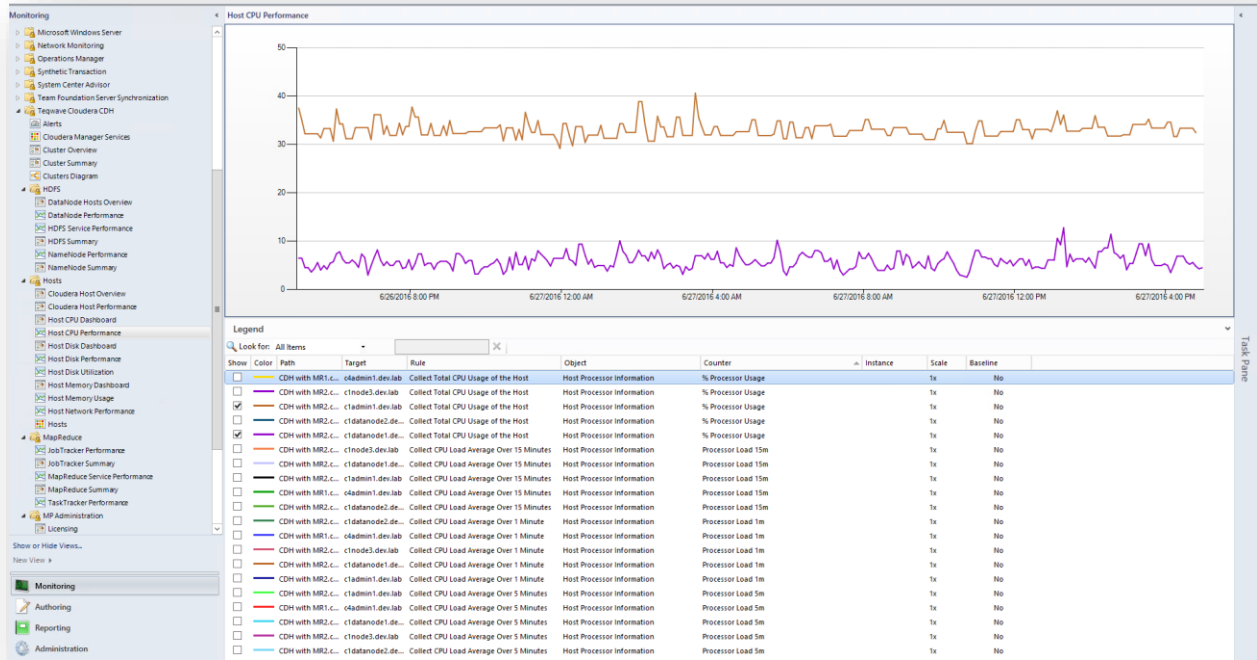 Monitoring
Microsoft Windows Server
Network Monitoring
Operations Manager
Synthetic Transaction
System Center Advisor
Team Foundation Server Synchronization
Teqwave Cloudera CDH
Alerts
Cloudera Manager Services
Cluster Overview
Cluster Summary
Clusters Diagram
HDFS
DataNode Hosts Overview
DataNode Performance
HDFS Service Performance
HDFS Summary
NameNode Performance
NameNode Summary
Hosts
Cloudera Host Overview
Cloudera Host Performance
Host CPU Dashboard
Host CPU Performance
Host Disk Dashboard
Host Disk Performance
Host Disk Utilization
Host Memory Dashboard
Host Memory Usage
Host Network Performance
Hosts
MapReduce
JobTracker Performance
JobTracker Summary
MapReduce Service Performance
MapReduce Summary
TaskTracker Performance
MP Administration
Licensing
Show or Hide Views...
New View
Monitoring
Authoring
Reporting
Administration
Host CPU Performance
50
40
30
20
10
0
6/26/2016 8:00 PM 6/27/2016 12:00 AM 6/27/2016 4:00 AM 6/27/2016 8:00 AM 6/27/2016 12:00 PM 6/27/2016 4:00 PM
Legend
Look for: All Items
Show Color Path Target Rule Object Counter Instance Scale Baseline
CDH with MR1.c... c4admin1.dev.lab Collect Total CPU Usage of the Host Host Processor Information % Processor Usage 1x No
CDH with MR2.c... c1node3.dev.lab Collect Total CPU Usage of the Host Host Processor Information % Processor Usage 1x No
CDH with MR2.c... c1admin1.dev.lab Collect Total CPU Usage of the Host Host Processor Information % Processor Usage 1x No
CDH with MR2.c... c1datanode2.de... Collect Total CPU Usage of the Host Host Processor Information % Processor Usage 1x No
CDH with MR2.c... c1datanode1.de... Collect Total CPU Usage of the Host Host Processor Information % Processor Usage 1x No
CDH with MR2.c... c1node3.dev.lab Collect CPU Load Average Over 15 Minutes Host Processor Information Processor Load 15m 1x No
CDH with MR2.c... c1datanode1.de... Collect CPU Load Average Over 15 Minutes Host Processor Information Processor Load 15m 1x No
CDH with MR2.c... c1admin1.dev.lab Collect CPU Load Average Over 15 Minutes Host Processor Information Processor Load 15m 1x No
CDH with MR1.c... c4admin1.dev.lab Collect CPU Load Average Over 15 Minutes Host Processor Information Processor Load 15m 1x No
CDH with MR2.c... c1datanode2.de... Collect CPU Load Average Over 15 Minutes Host Processor Information Processor Load 15m 1x No
CDH with MR2.c... c1datanode2.de... Collect CPU Load Average Over 1 Minute Host Processor Information Processor Load 1m 1x No
CDH with MR1.c... c4admin1.dev.lab Collect CPU Load Average Over 1 Minute Host Processor Information Processor Load 1m 1x No
CDH with MR2.c... c1node3.dev.lab Collect CPU Load Average Over 1 Minute Host Processor Information Processor Load 1m 1x No
CDH with MR2.c... c1datanode1.de... Collect CPU Load Average Over 1 Minute Host Processor Information Processor Load 1m 1x No
CDH with MR2.c... c1admin1.dev.lab Collect CPU Load Average Over 1 Minute Host Processor Information Processor Load 1m 1x No
CDH with MR2.c... c1admin1.dev.lab Collect CPU Load Average Over 5 Minutes Host Processor Information Processor Load 5m 1x No
CDH with MR1.c... c4admin1.dev.lab Collect CPU Load Average Over 5 Minutes Host Processor Information Processor Load 5m 1x No
CDH with MR2.c... c1datanode1.de... Collect CPU Load Average Over 5 Minutes Host Processor Information Processor Load 5m 1x No
CDH with MR2.c... c1node3.dev.lab Collect CPU Load Average Over 5 Minutes Host Processor Information Processor Load 5m 1x No
CDH with MR2.c... c1datanode2.de... Collect CPU Load Average Over 5 Minutes Host Processor Information Processor Load 5m 1x No
Task Pane